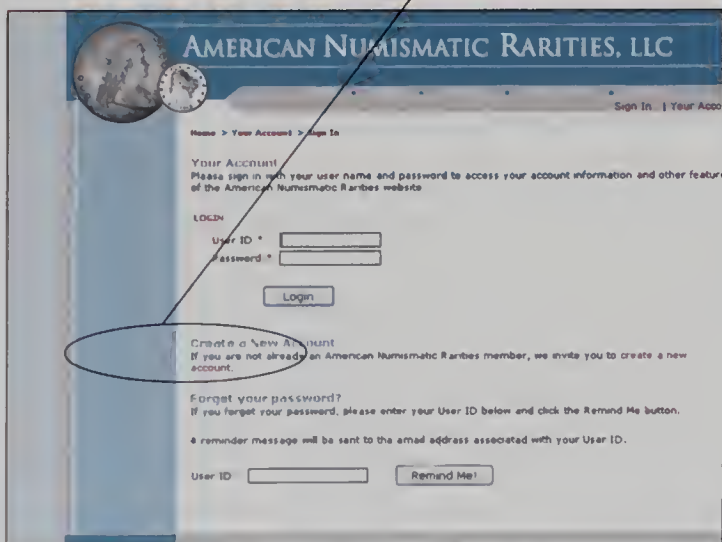 AMERICAN NUMISMATIC RARITIES, LLC
Sign In | Your Acco
Home > Your Account > Sign In
Your Account
Please sign in with your user name and password to access your account information and other feature
of the American Numismatic Rarities website
LOGIN
User ID *
Password *
Login
Create a New Account
If you are not already an American Numismatic Rarities member, we invite you to create a new
account.
Forget your password?
If you forget your password, please enter your User ID below and click the Remind Me button.
A reminder message will be sent to the email address associated with your User ID.
User ID
Remind Me!